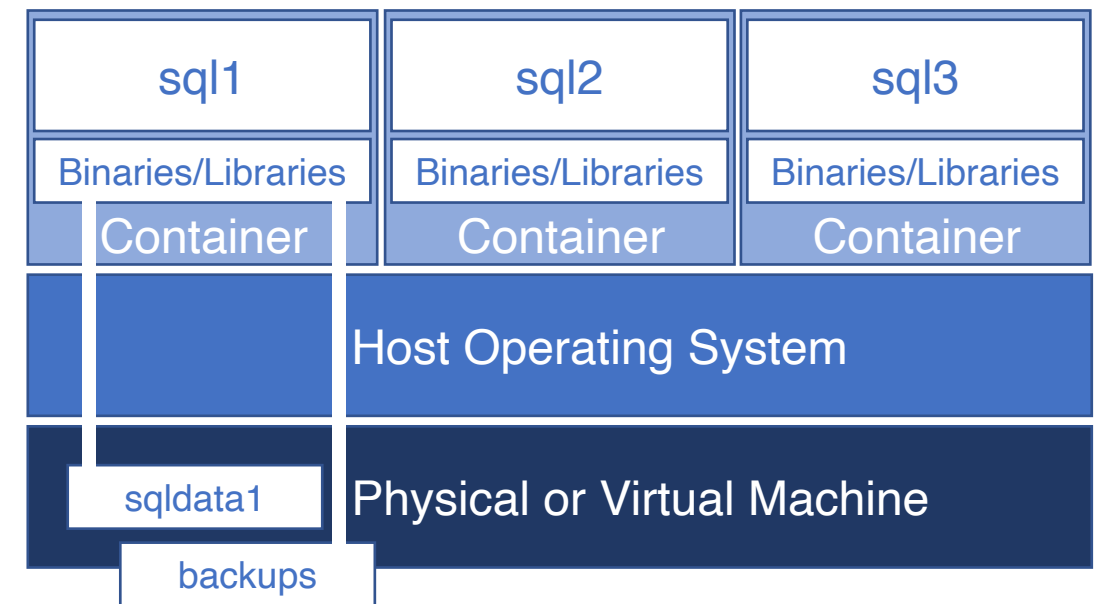 sql1
sql2
sql3
Binaries/Libraries
Binaries/Libraries
Binaries/Libraries
Container
Container
Container
Host Operating System
sqldata1
Physical or Virtual Machine
backups